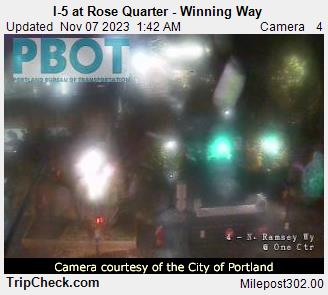 I-5 at Rose Quarter - Winning Way
Updated Nov 07 2023 1:42 AM Camera 4
PBOT
PORTLAND BUREAU OF TRANSPORTATION
4 - N. Ramsey Wy
@ One Ctr
Camera courtesy of the City of Portland
TripCheck.com Milepost302.00